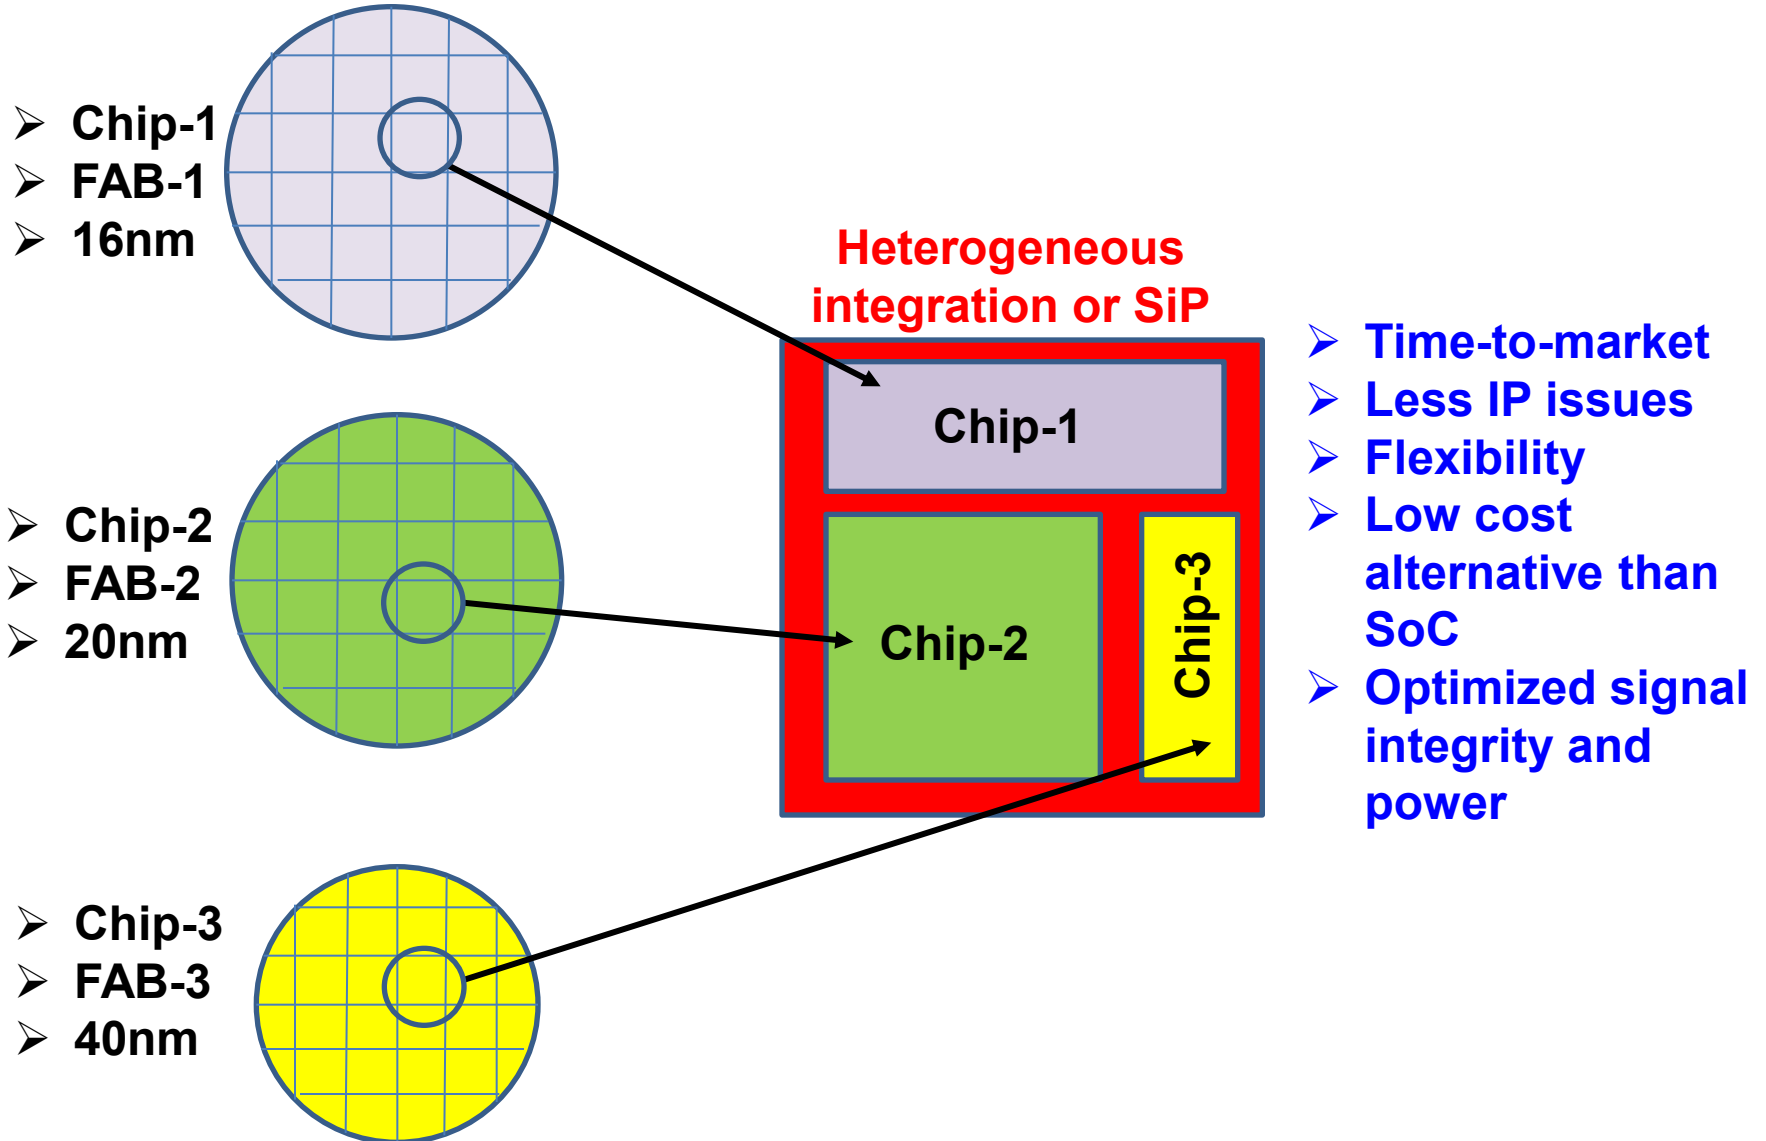 ➢ Chip-1
➢ FAB-1
➢ 16nm
➢ Chip-2
➢ FAB-2
➢ 20nm
➢ Chip-3
➢ FAB-3
➢ 40nm
Heterogeneous
integration or SiP
Chip-1
Chip-2
Chip-3
➢ Time-to-market
➢ Less IP issues
➢ Flexibility
➢ Low cost
alternative than
SoC
➢ Optimized signal
integrity and
power